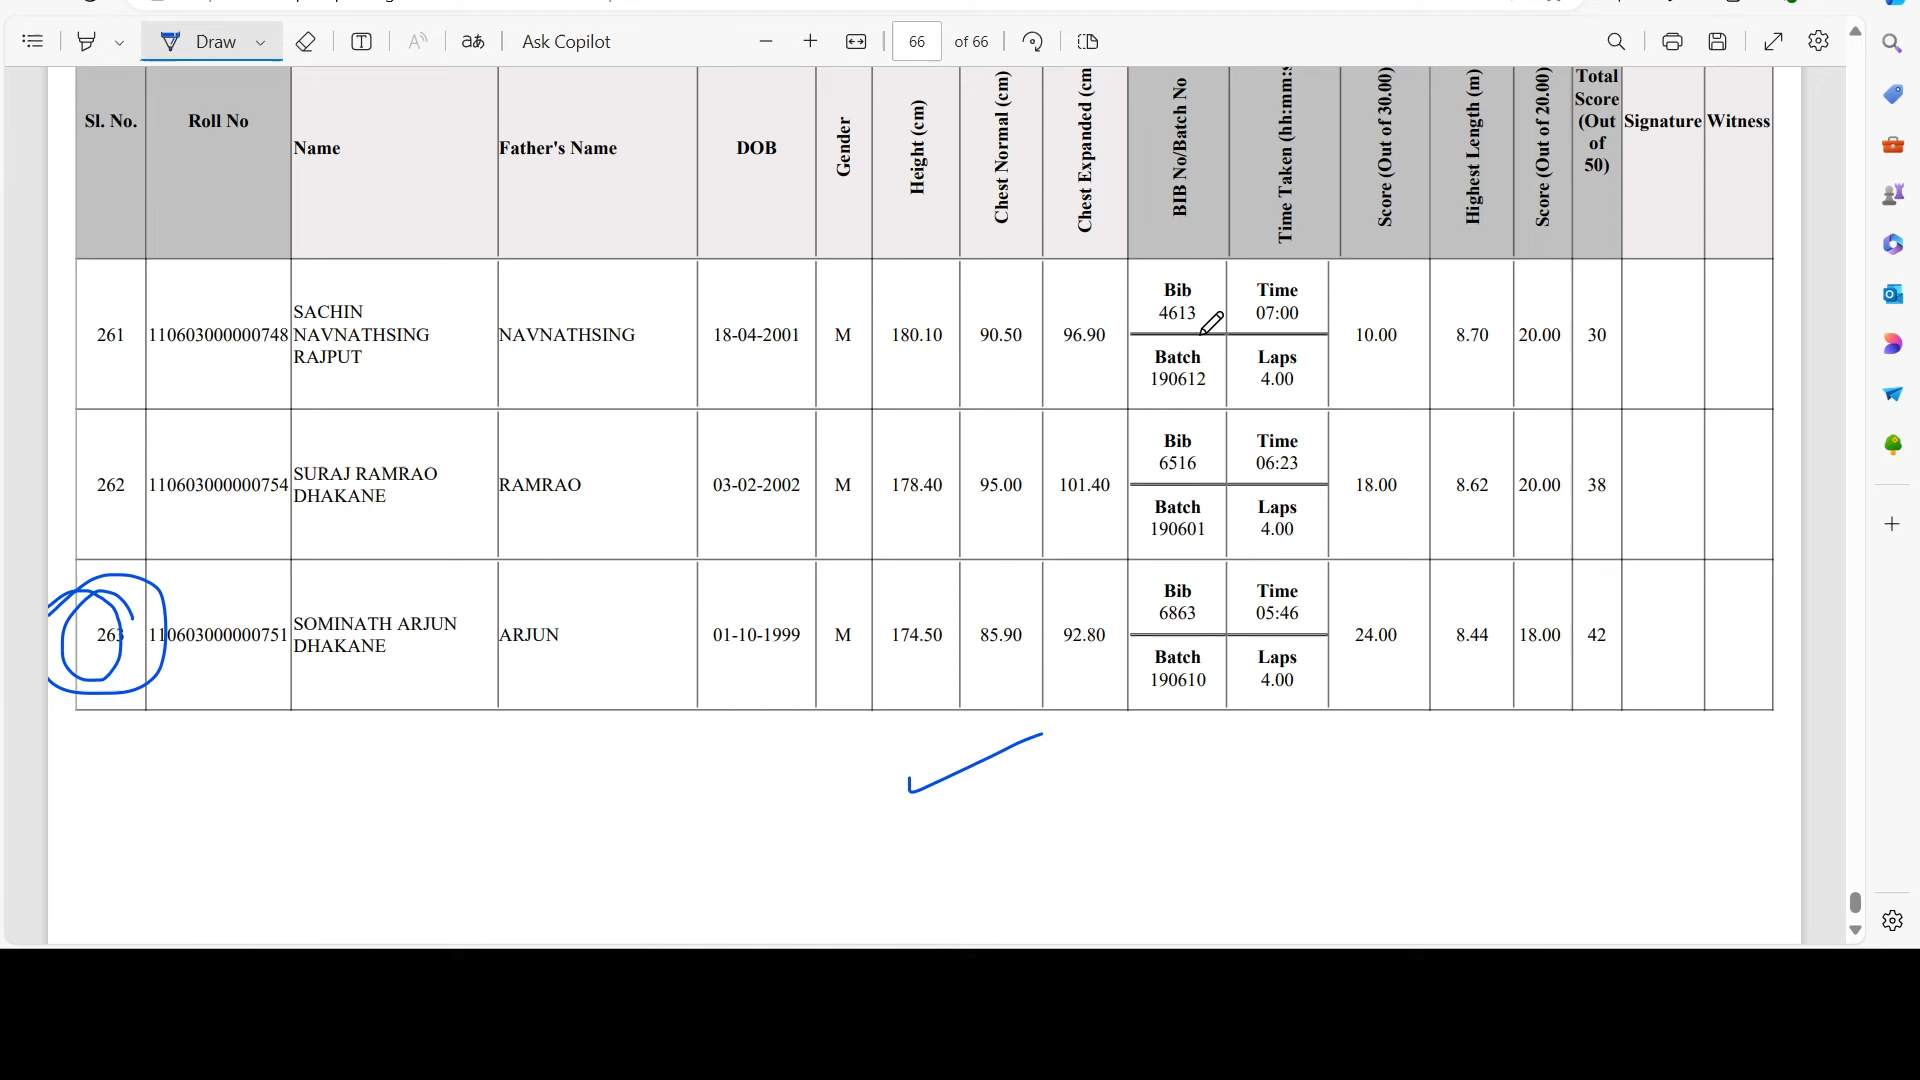 Draw
Ask Copilot
66 of 66
Sl. No. Roll No Name Father's Name DOB Gender Height (cm) Chest Normal (cm) Chest Expanded (cm BIB No/Batch No Time Taken (hh:mm:s Score (Out of 30.00) Highest Length (m) Score (Out of 20.00) Total Score (Out of 50) Signature Witness
261 110603000000748 SACHIN NAVNATHSING RAJPUT NAVNATHSING 18-04-2001 M 180.10 90.50 96.90 Bib 4613 Batch 190612 Time 07:00 Laps 4.00 10.00 8.70 20.00 30
262 110603000000754 SURAJ RAMRAO DHAKANE RAMRAO 03-02-2002 M 178.40 95.00 101.40 Bib 6516 Batch 190601 Time 06:23 Laps 4.00 18.00 8.62 20.00 38
263 110603000000751 SOMINATH ARJUN DHAKANE ARJUN 01-10-1999 M 174.50 85.90 92.80 Bib 6863 Batch 190610 Time 05:46 Laps 4.00 24.00 8.44 18.00 42